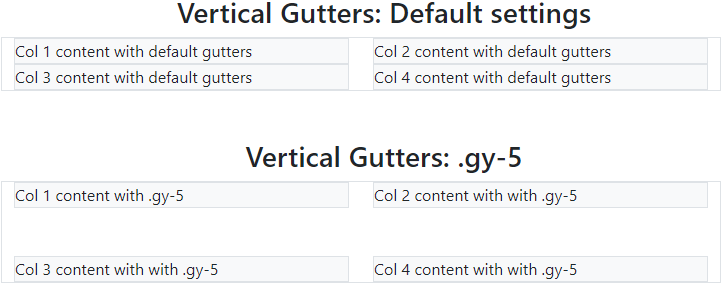 Vertical Gutters: Default settings
Col 1 content with default gutters
Col 2 content with default gutters
Col 3 content with default gutters
Col 4 content with default gutters
Vertical Gutters: .gy-5
Col 1 content with .gy-5
Col 2 content with with .gy-5
Col 3 content with with .gy-5
Col 4 content with with .gy-5